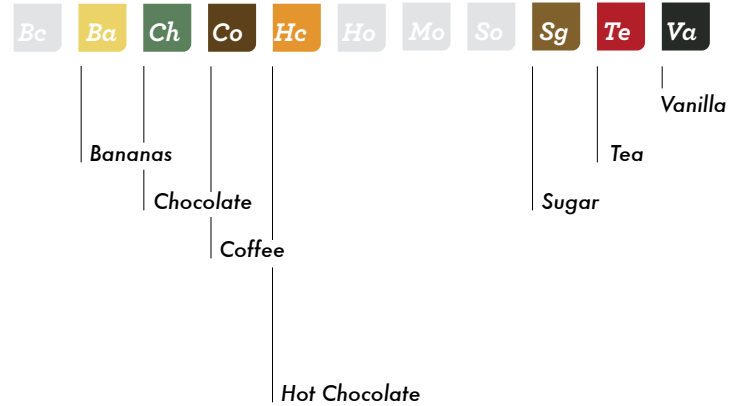 Bc Ba Ch Co Hc Ho Mo So Sg Te Va
Vanilla
Bananas Tea
Chocolate Sugar
Coffee
Hot Chocolate